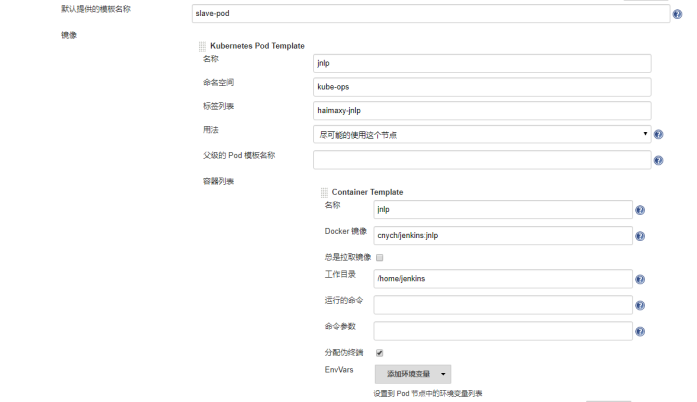 默认提供的模板名称 slave-pod
镜像
Kubernetes Pod Template
名称 jnlp
命名空间 kube-ops
标签列表 haimaxy-jnlp
用法 尽可能的使用这个节点
父级的 Pod 模板名称
容器列表
Container Template
名称 jnlp
Docker 镜像 cnych/jenkins:jnlp
总是拉取镜像
工作目录 /home/jenkins
运行的命令
命令参数
分配伪终端
EnvVars 添加环境变量
设置到 Pod 节点中的环境变量列表